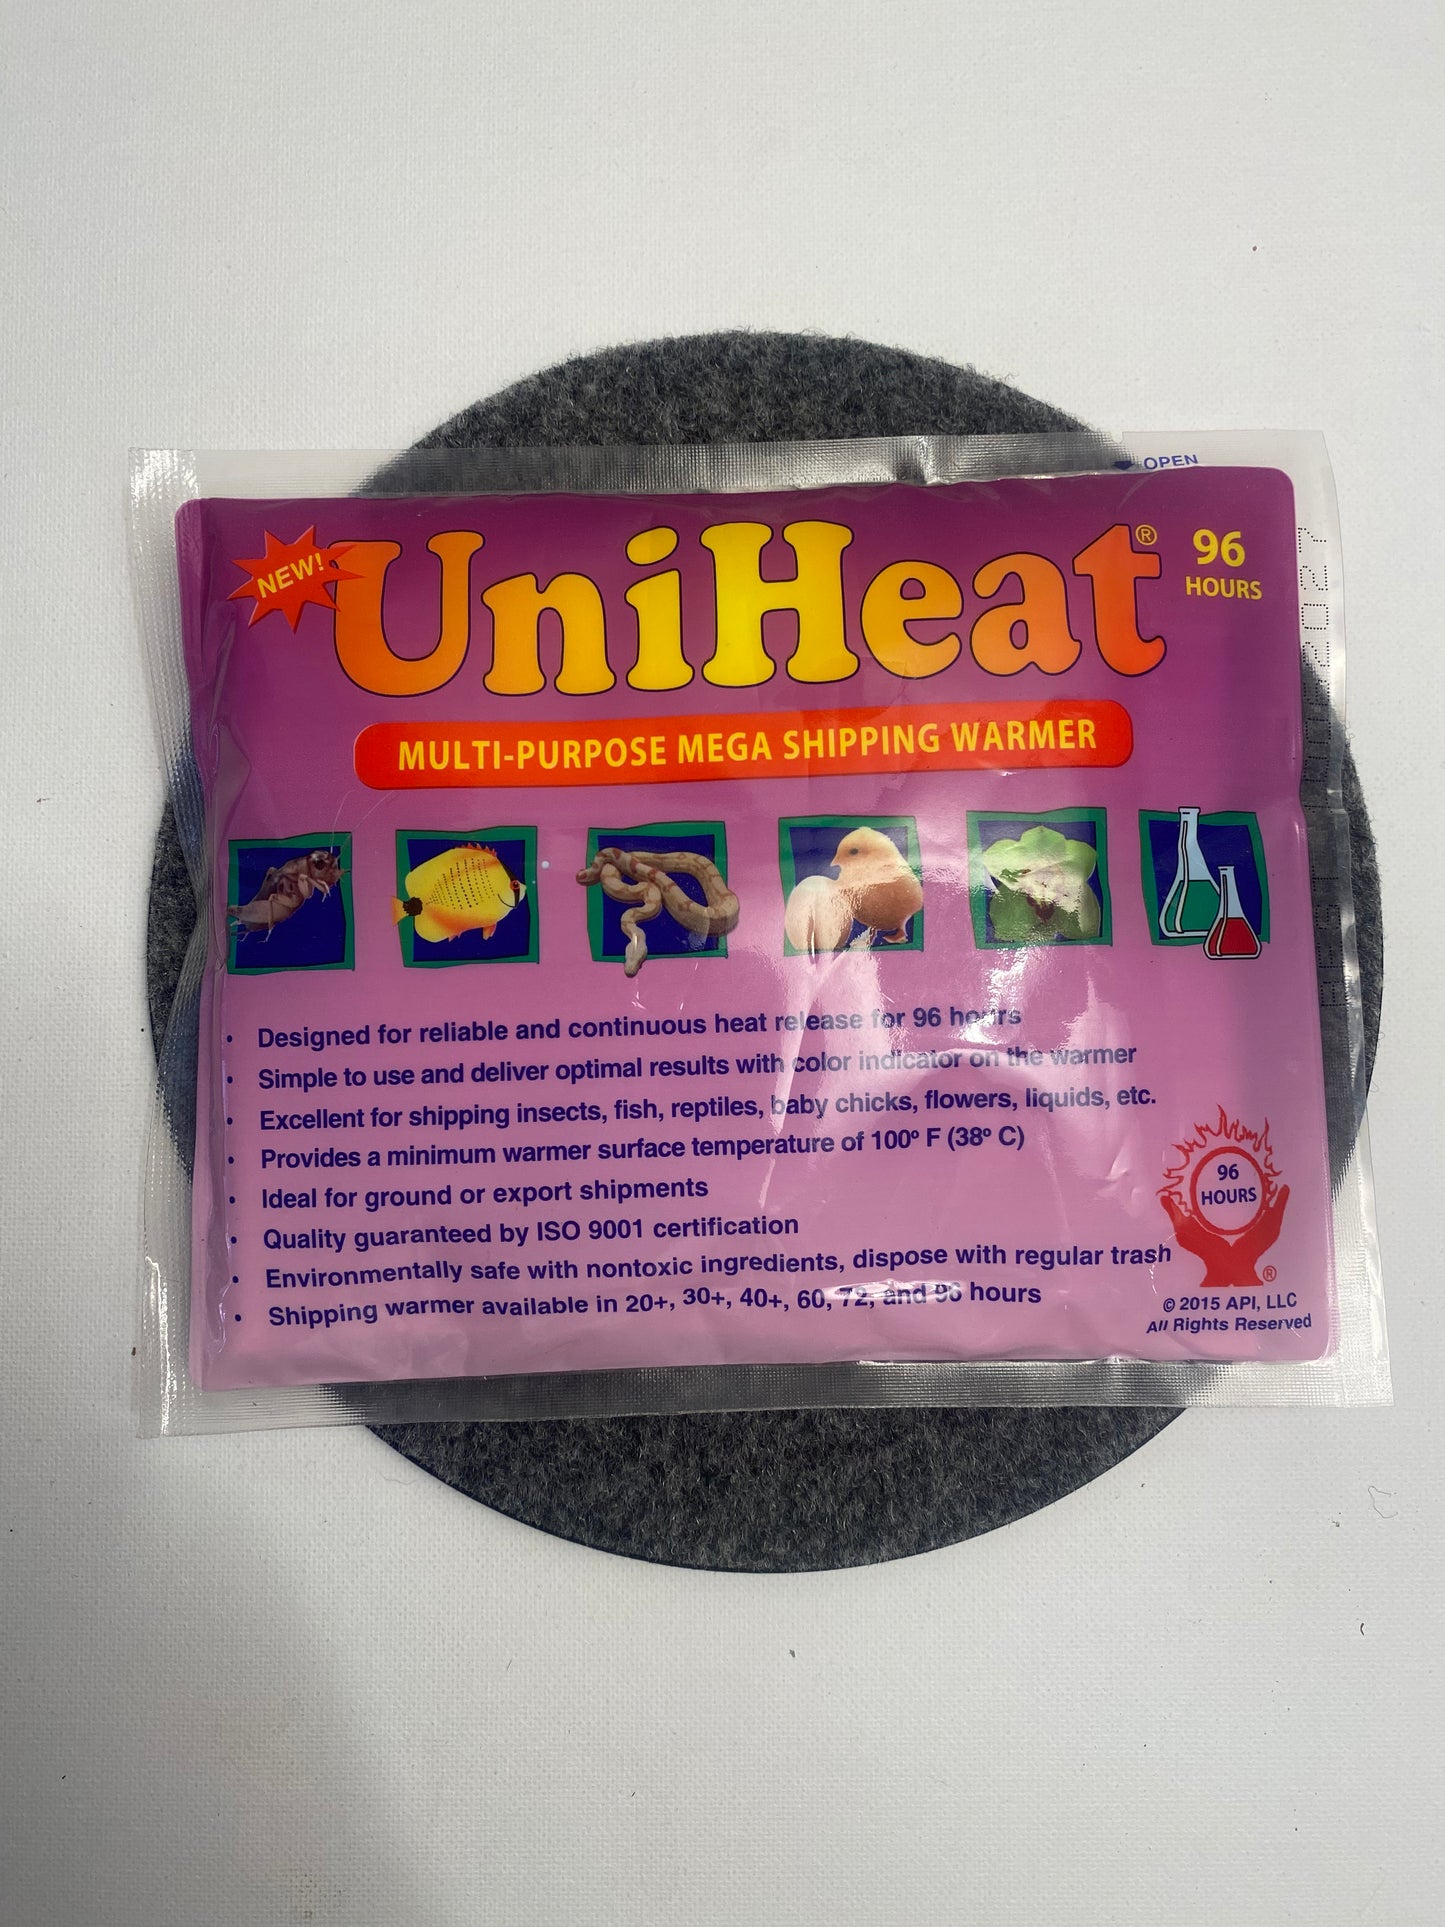 OPEN
NEW!
UniHeat®
96
HOURS
MULTI-PURPOSE MEGA SHIPPING WARMER
• Designed for reliable and continuous heat release for 96 hours
• Simple to use and deliver optimal results with color indicator on the warmer
• Excellent for shipping insects, fish, reptiles, baby chicks, flowers, liquids, etc.
• Provides a minimum warmer surface temperature of 100º F (38º C)
• Ideal for ground or export shipments
• Quality guaranteed by ISO 9001 certification
• Environmentally safe with nontoxic ingredients, dispose with regular trash
• Shipping warmer available in 20+, 30+, 40+, 60, 72, and 96 hours
96
HOURS
®
© 2015 API, LLC
All Rights Reserved
2027